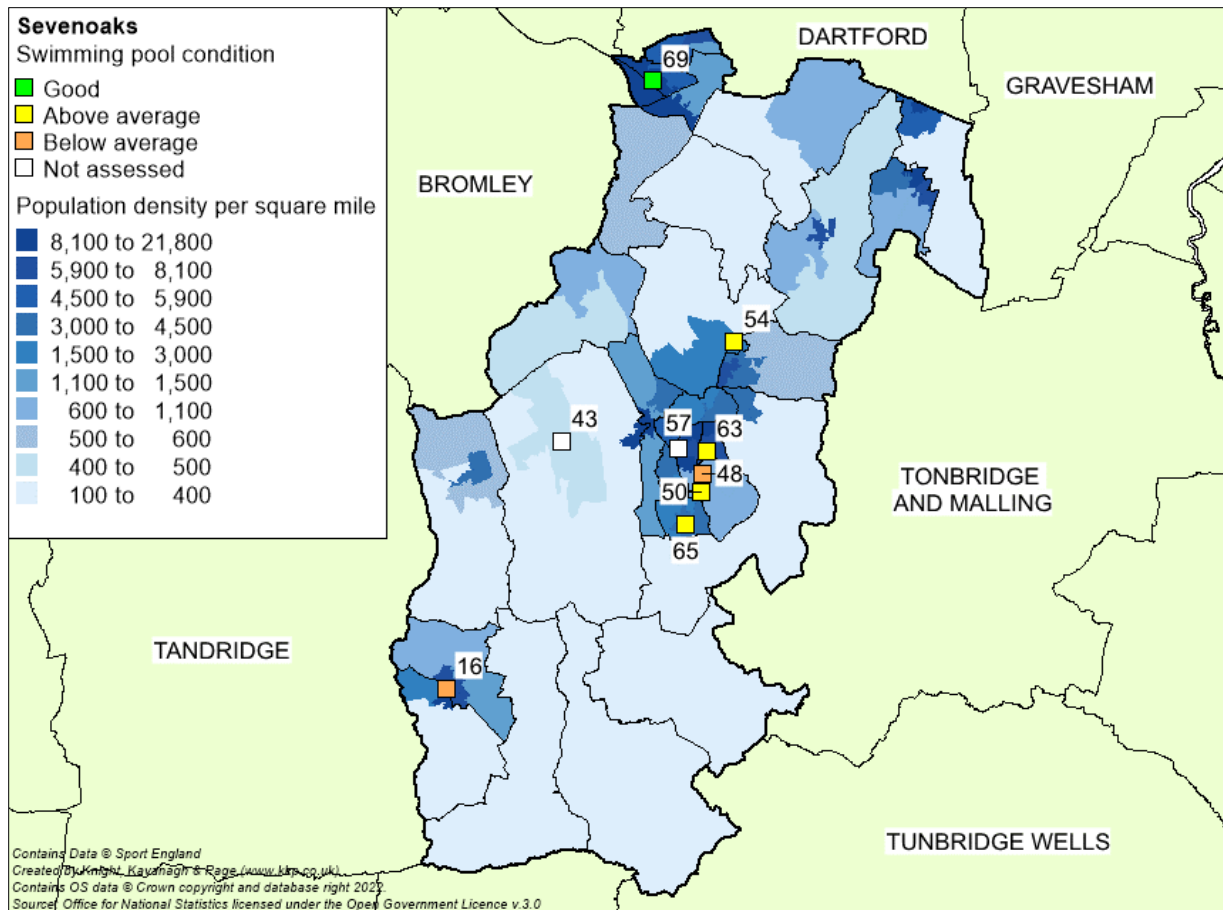 Sevenoaks
Swimming pool condition
Good
Above average
Below average
Not assessed
Population density per square mile
8,100 to 21,800
5,900 to 8,100
4,500 to 5,900
3,000 to 4,500
1,500 to 3,000
1,100 to 1,500
600 to 1,100
500 to 600
400 to 500
100 to 400
DARTFORD
69
GRAVESHAM
BROMLEY
54
43
57
63
48
50
65
TONBRIDGE
AND MALLING
TANDRIDGE
16
TUNBRIDGE WELLS
Contains Data © Sport England
Created by Knight, Kavanagh & Page (www.kkp.co.uk)
Contains OS data © Crown copyright and database right 2022.
Source: Office for National Statistics licensed under the Open Government Licence v.3.0